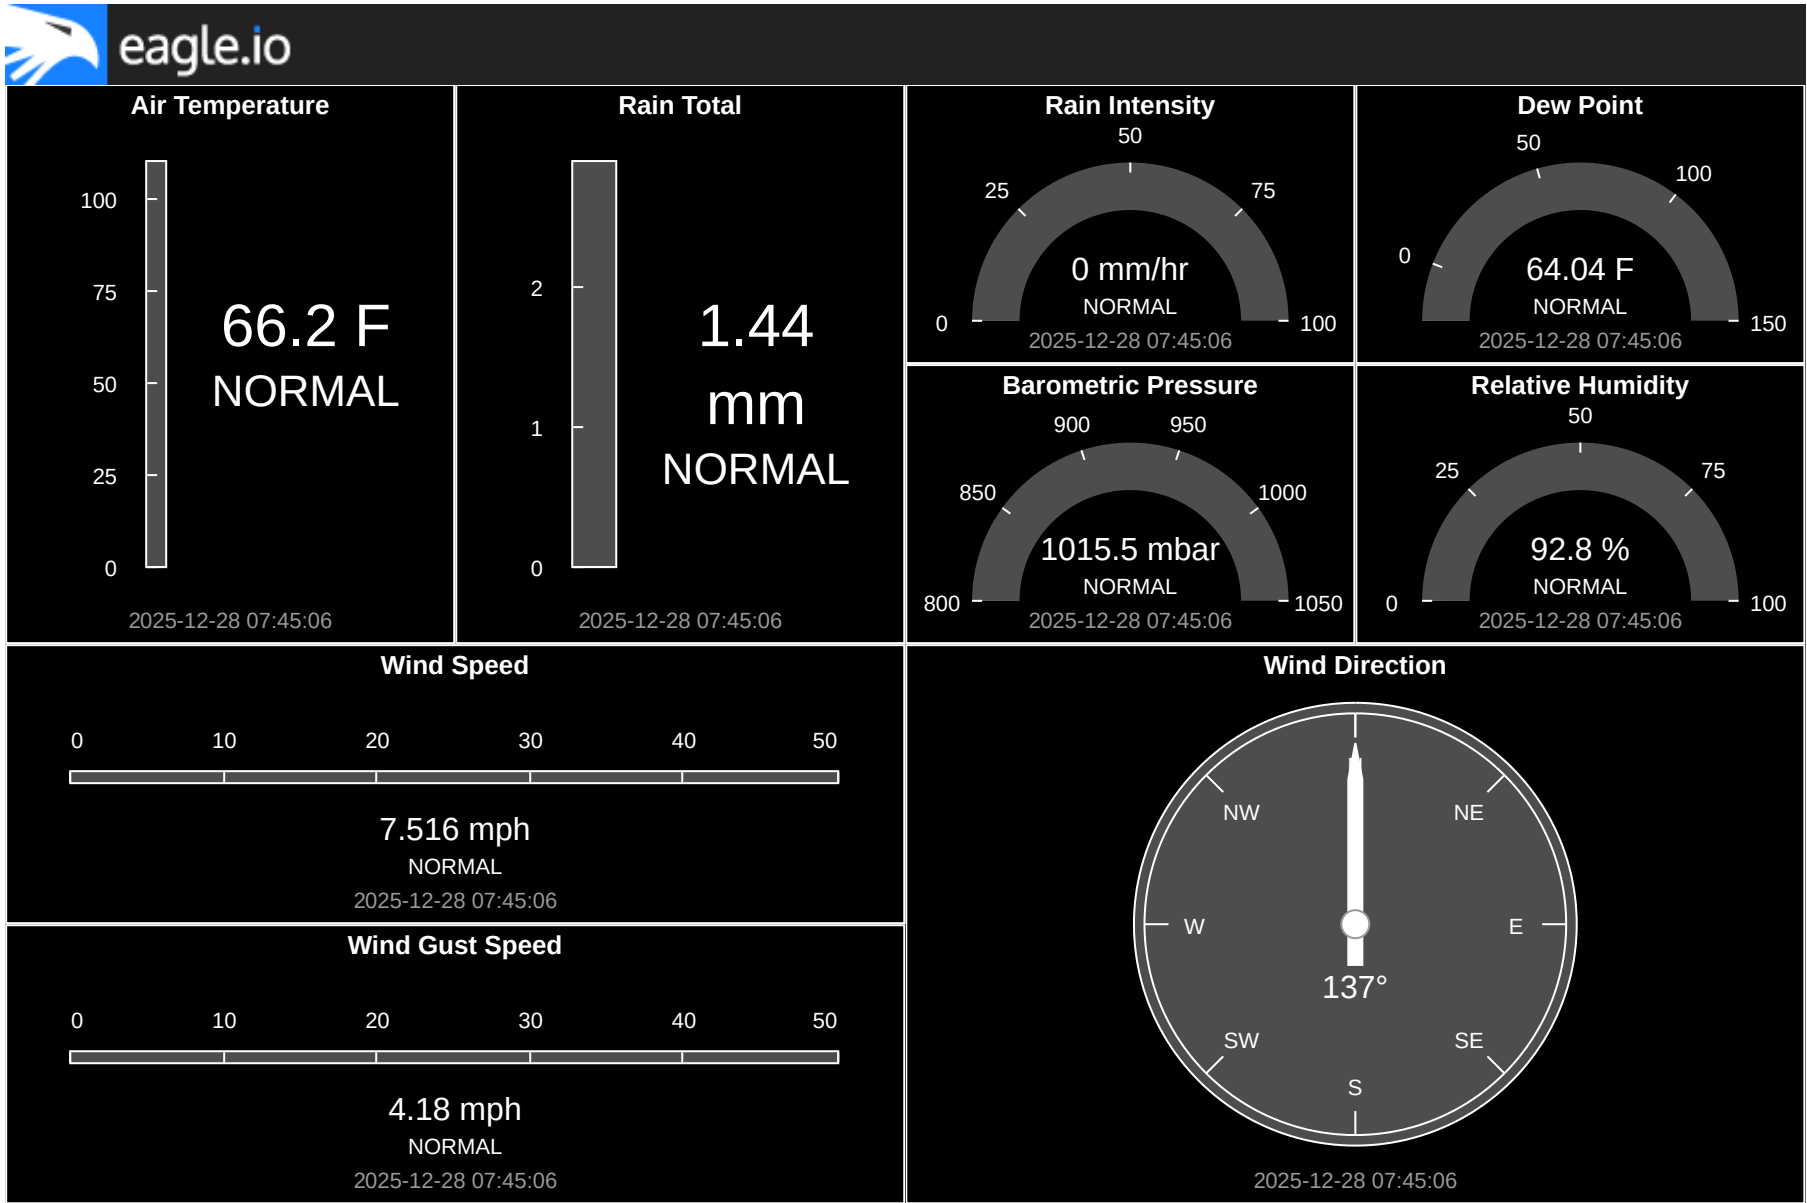 eagle.io
Air Temperature
100
75
50
25
0
66.2 F
NORMAL
2025-12-28 07:45:06
Rain Total
2
1
0
1.44
mm
NORMAL
2025-12-28 07:45:06
Rain Intensity
50
25
75
0
100
0 mm/hr
NORMAL
2025-12-28 07:45:06
Dew Point
50
100
0
150
64.04 F
NORMAL
2025-12-28 07:45:06
Barometric Pressure
900
950
850
1000
800
1050
1015.5 mbar
NORMAL
2025-12-28 07:45:06
Relative Humidity
50
25
75
0
100
92.8 %
NORMAL
2025-12-28 07:45:06
Wind Speed
0 10 20 30 40 50
7.516 mph
NORMAL
2025-12-28 07:45:06
Wind Gust Speed
0 10 20 30 40 50
4.18 mph
NORMAL
2025-12-28 07:45:06
Wind Direction
NW
NE
W
E
137°
SW
SE
S
2025-12-28 07:45:06